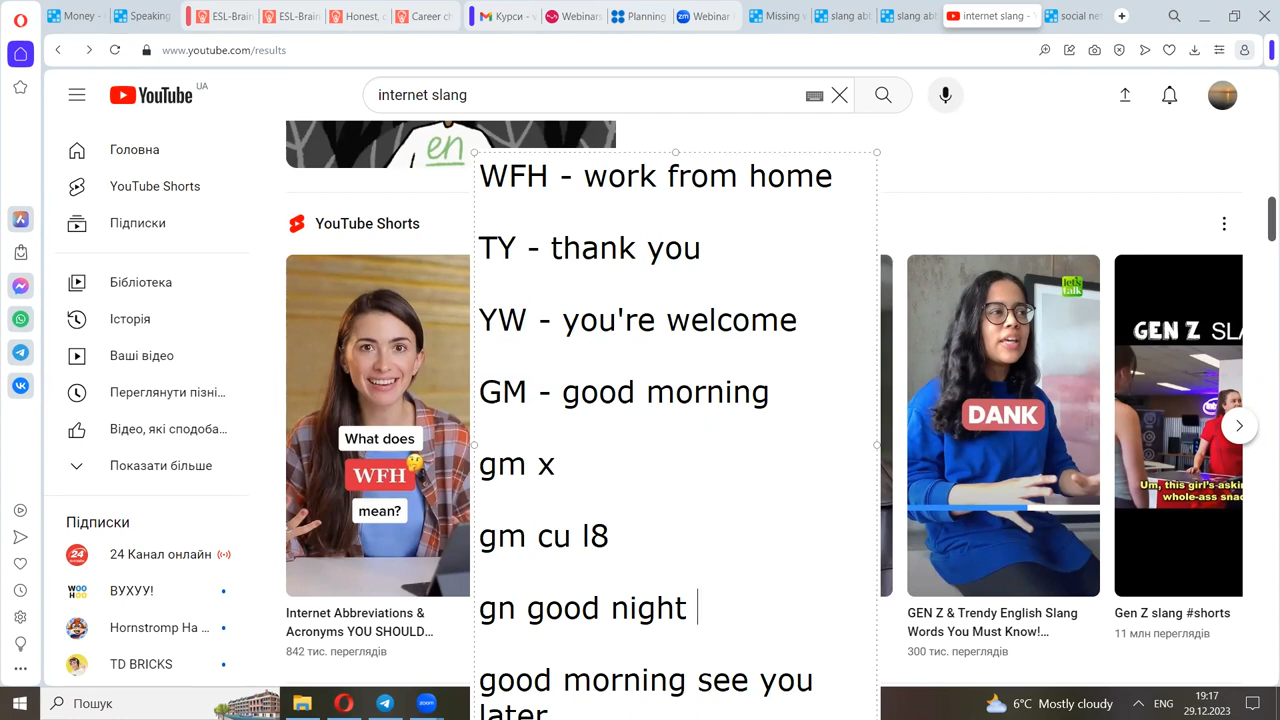 Money -
Speaking
ESL-Brain
ESL-Brain
Honest, c
Career ch
Курси - v
Webinars
Planning
Webinar
Missing v
slang ab
slang ab
internet slang - Y
social ne
www.youtube.com/results
YouTube UA
internet slang
en
Головна
YouTube Shorts
Підписки
Бібліотека
Історія
Ваші відео
Переглянути пізні...
Відео, які сподоба...
Показати більше
Підписки
24 Канал онлайн
ВУХУУ!
Hornstromp На ...
TD BRICKS
YouTube Shorts
What does
WFH
mean?
Internet Abbreviations &
Acronyms YOU SHOULD...
842 тис. переглядів
WFH - work from home
TY - thank you
YW - you're welcome
GM - good morning
gm x
gm cu l8
gn good night
good morning see you
later
let's
talk
DANK
GEN Z & Trendy English Slang
Words You Must Know!...
300 тис. переглядів
GEN Z SL
Um, this girl's askin
whole-ass snac
Gen Z slang #shorts
11 млн переглядів
Пошук
6°C Mostly cloudy
ENG
19:17
29.12.2023